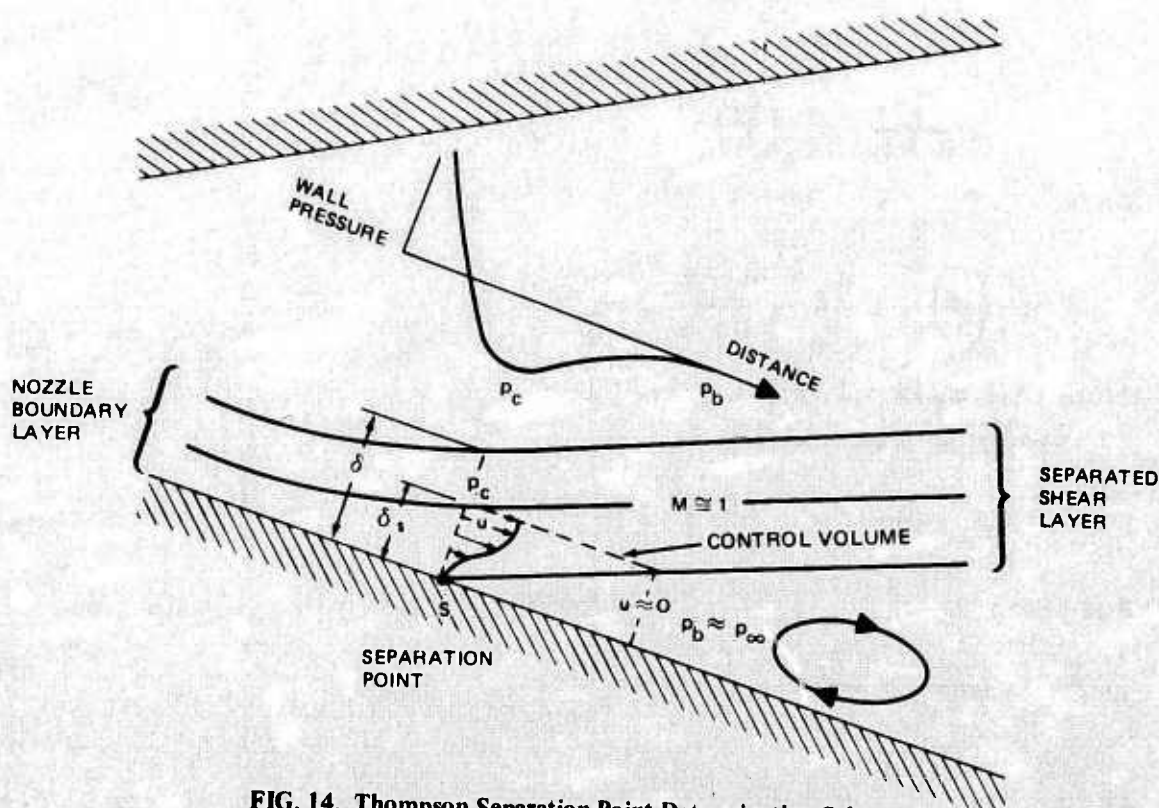 WALL
PRESSURE
DISTANCE
p_c
p_b
NOZZLE
BOUNDARY
LAYER
δ
p_c
δ_s
u
M ≅ 1
SEPARATED
SHEAR
LAYER
CONTROL VOLUME
S
u ≈ 0
p_b ≈ p_∞
SEPARATION
POINT
FIG. 14. Thompson Separation Point Determination